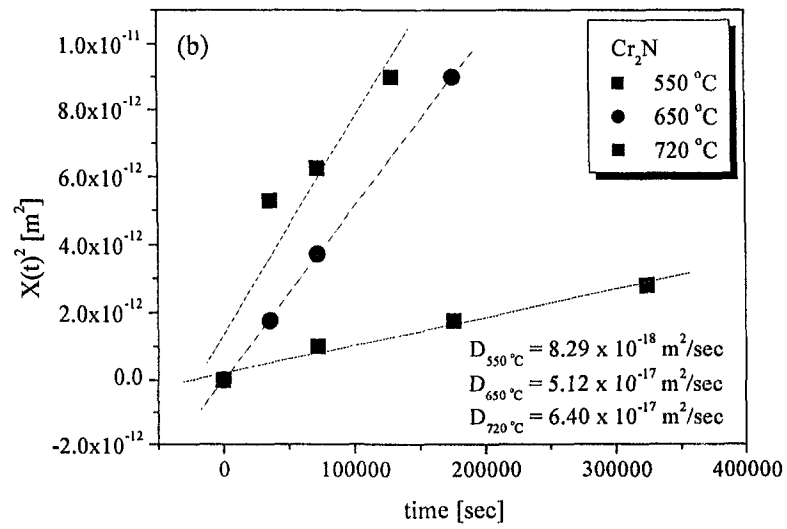 (b)
Cr₂N
550 °C
650 °C
720 °C
1.0x10⁻¹¹
8.0x10⁻¹²
6.0x10⁻¹²
4.0x10⁻¹²
2.0x10⁻¹²
0.0
-2.0x10⁻¹²
X(t)² [m²]
D₅₅₀ °C = 8.29 x 10⁻¹⁸ m²/sec
D₆₅₀ °C = 5.12 x 10⁻¹⁷ m²/sec
D₇₂₀ °C = 6.40 x 10⁻¹⁷ m²/sec
0 100000 200000 300000 400000
time [sec]